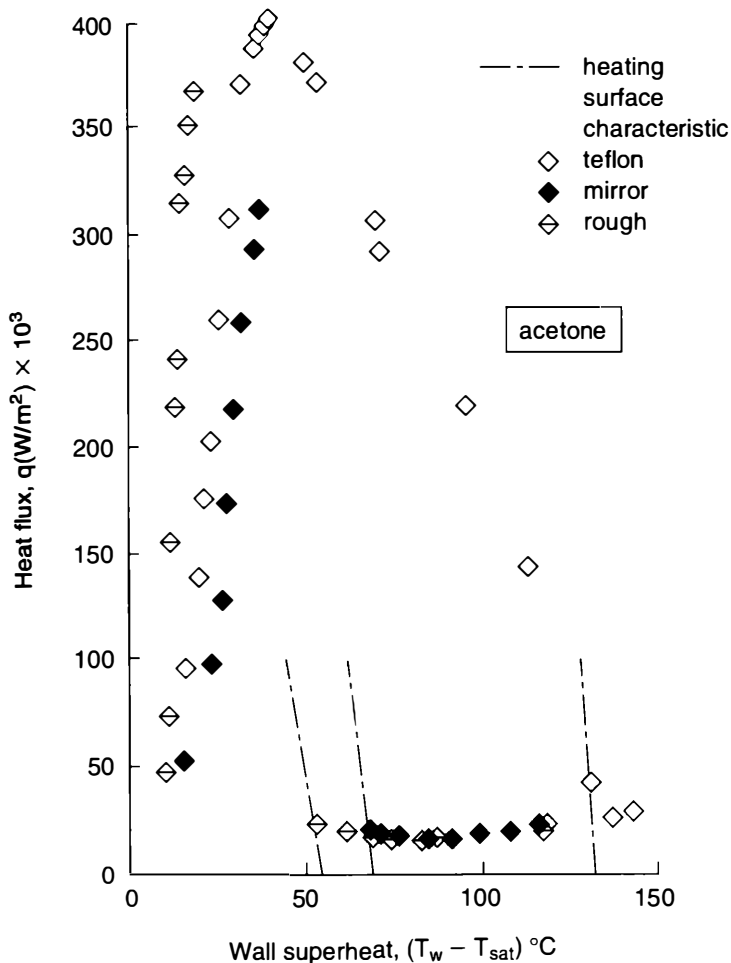 400
350
300
250
200
150
100
50
0
0
50
100
150
Heat flux, q(W/m²) × 10³
Wall superheat, (T_w − T_sat) °C
heating
surface
characteristic
teflon
mirror
rough
acetone